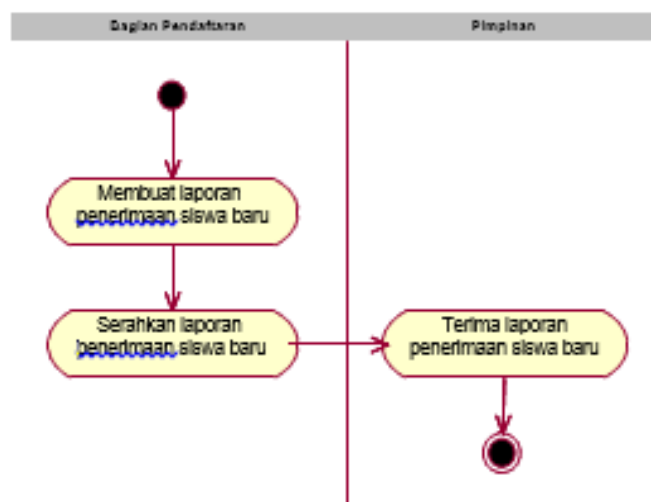 Bagian Pendaftaran
Pimpinan
Membuat laporan
penerimaan siswa baru
Serahkan laporan
penerimaan siswa baru
Terima laporan
penerimaan siswa baru